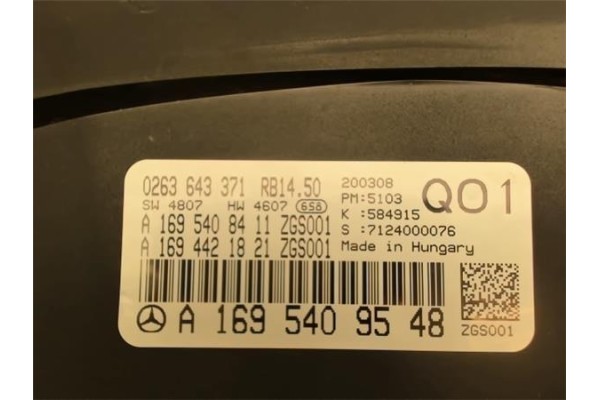 0263 643 371 RB14.50 200308 Q01
SW 4807 HW 4607 658 PM:5103
K : 584915
A 169 540 84 11 ZGS001 S :7124000076
A 169 442 18 21 ZGS001 Made in Hungary
A 169 540 95 48 ZGS001